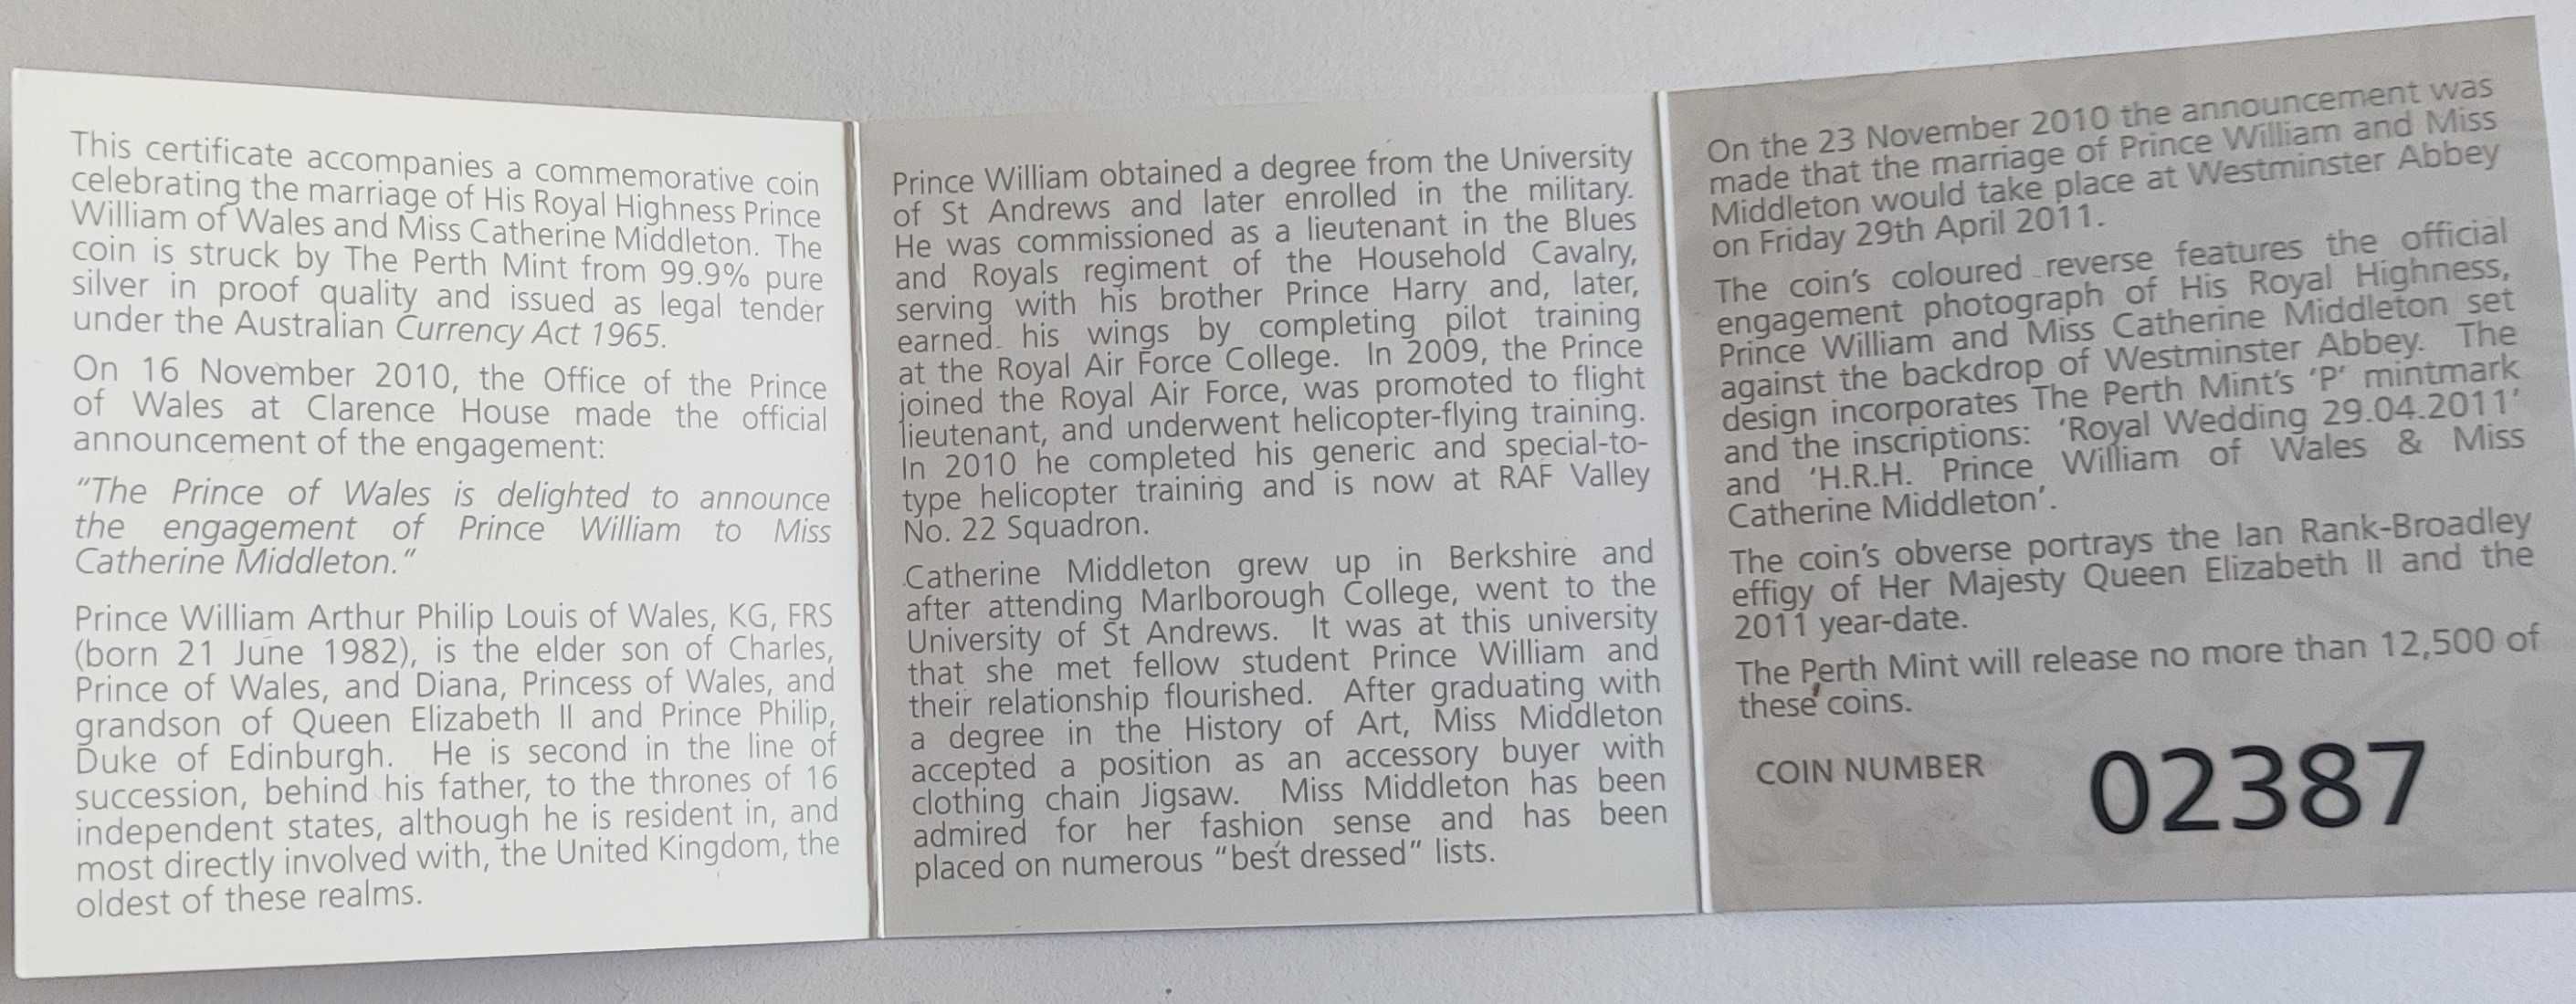 This certificate accompanies a commemorative coin
celebrating the marriage of His Royal Highness Prince
William of Wales and Miss Catherine Middleton. The
coin is struck by The Perth Mint from 99.9% pure
silver in proof quality and issued as legal tender
under the Australian Currency Act 1965.
On 16 November 2010, the Office of the Prince
of Wales at Clarence House made the official
announcement of the engagement:
“The Prince of Wales is delighted to announce
the engagement of Prince William to Miss
Catherine Middleton.”
Prince William Arthur Philip Louis of Wales, KG, FRS
(born 21 June 1982), is the elder son of Charles,
Prince of Wales, and Diana, Princess of Wales, and
grandson of Queen Elizabeth II and Prince Philip,
Duke of Edinburgh. He is second in the line of
succession, behind his father, to the thrones of 16
independent states, although he is resident in, and
most directly involved with, the United Kingdom, the
oldest of these realms.
Prince William obtained a degree from the University
of St Andrews and later enrolled in the military.
He was commissioned as a lieutenant in the Blues
and Royals regiment of the Household Cavalry,
serving with his brother Prince Harry and, later,
earned his wings by completing pilot training
at the Royal Air Force College. In 2009, the Prince
joined the Royal Air Force, was promoted to flight
lieutenant, and underwent helicopter-flying training.
In 2010 he completed his generic and special-to-
type helicopter training and is now at RAF Valley
No. 22 Squadron.
Catherine Middleton grew up in Berkshire and
after attending Marlborough College, went to the
University of St Andrews. It was at this university
that she met fellow student Prince William and
their relationship flourished. After graduating with
a degree in the History of Art, Miss Middleton
accepted a position as an accessory buyer with
clothing chain Jigsaw. Miss Middleton has been
admired for her fashion sense and has been
placed on numerous “best dressed” lists.
On the 23 November 2010 the announcement was
made that the marriage of Prince William and Miss
Middleton would take place at Westminster Abbey
on Friday 29th April 2011.
The coin’s coloured reverse features the official
engagement photograph of His Royal Highness,
Prince William and Miss Catherine Middleton set
against the backdrop of Westminster Abbey. The
design incorporates The Perth Mint’s ‘P’ mintmark
and the inscriptions: ‘Royal Wedding 29.04.2011’
and ‘H.R.H. Prince William of Wales & Miss
Catherine Middleton’.
The coin’s obverse portrays the Ian Rank-Broadley
effigy of Her Majesty Queen Elizabeth II and the
2011 year-date.
The Perth Mint will release no more than 12,500 of
these coins.
COIN NUMBER 02387